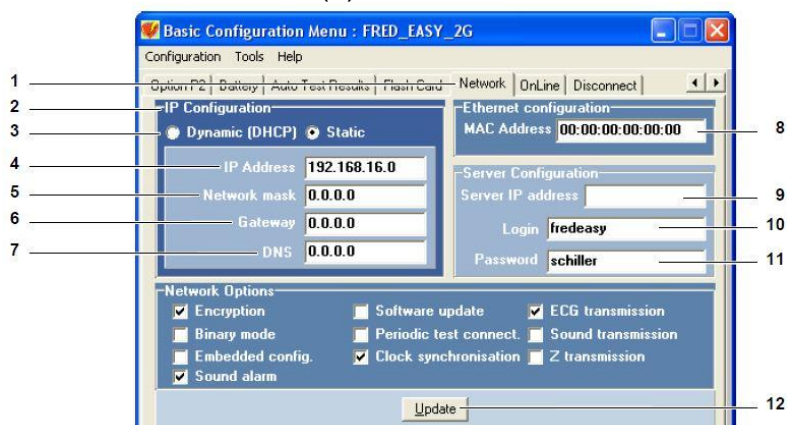 Basic Configuration Menu : FRED_EASY_2G
Configuration Tools Help
1
Option P2 Battery Auto Test Results Flash Card Network OnLine Disconnect
2
IP Configuration
Ethernet configuration
3
Dynamic (DHCP) Static
MAC Address 00:00:00:00:00:00
8
4
IP Address 192.168.16.0
Server Configuration
5
Network mask 0.0.0.0
Server IP address
9
6
Gateway 0.0.0.0
Login fredeasy
10
7
DNS 0.0.0.0
Password schiller
11
Network Options
Encryption Software update ECG transmission
Binary mode Periodic test connect. Sound transmission
Embedded config. Clock synchronisation Z transmission
Sound alarm
Update
12